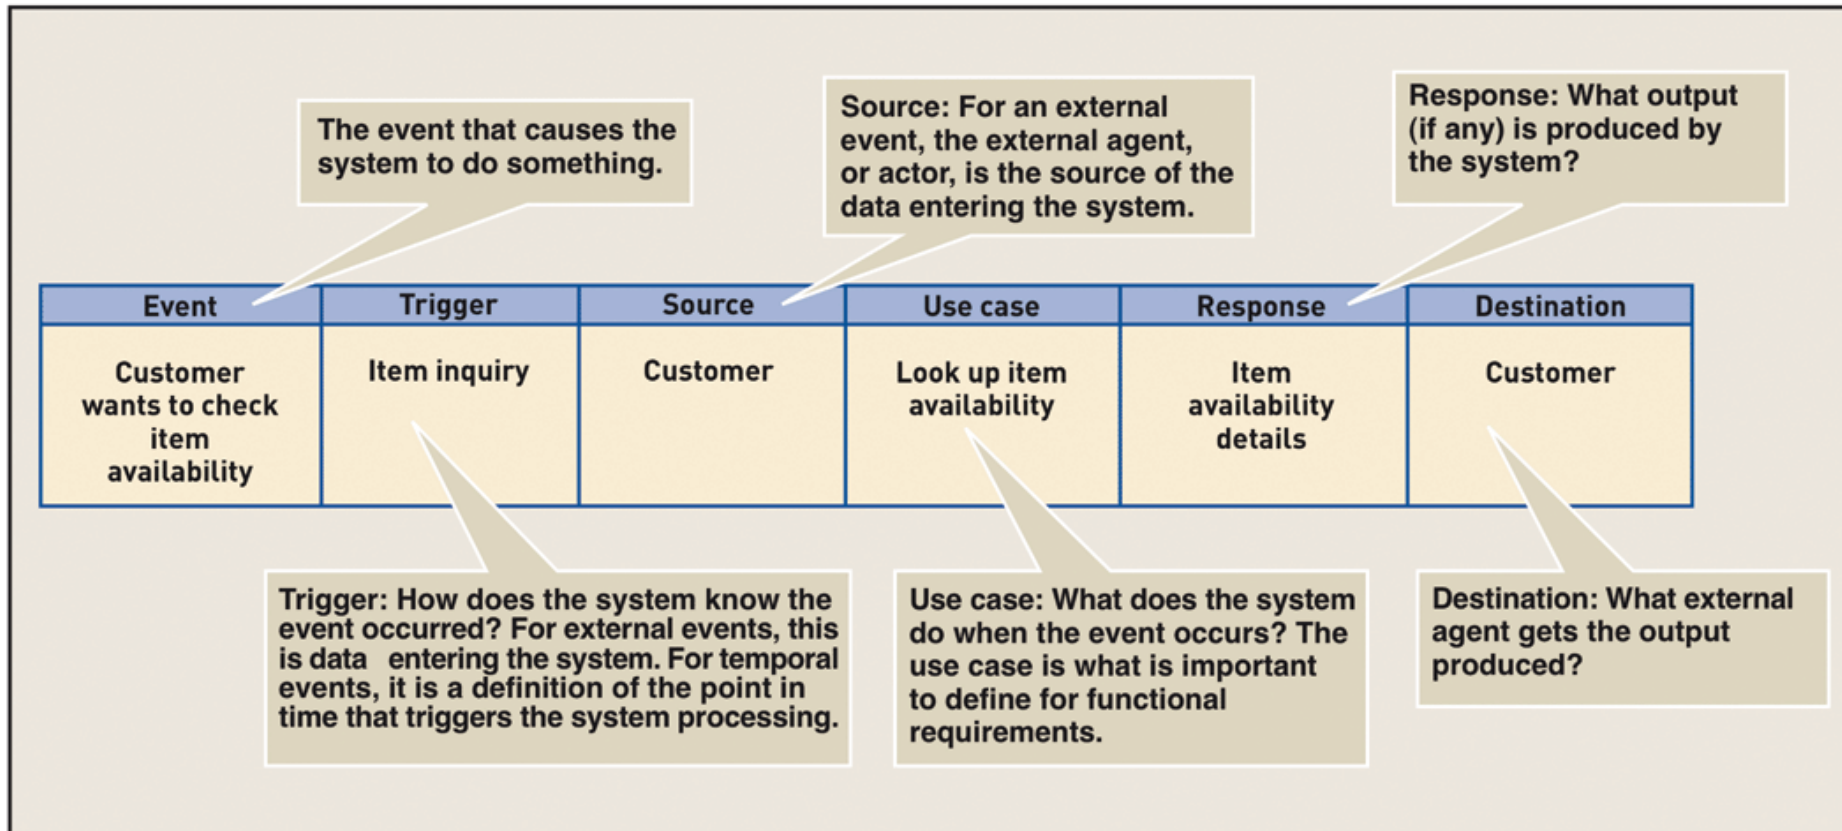 The event that causes the
system to do something.
Source: For an external
event, the external agent,
or actor, is the source of the
data entering the system.
Response: What output
(if any) is produced by
the system?
Event
Trigger
Source
Use case
Response
Destination
Customer
wants to check
item
availability
Item inquiry
Customer
Look up item
availability
Item
availability
details
Customer
Trigger: How does the system know the
event occurred? For external events, this
is data entering the system. For temporal
events, it is a definition of the point in
time that triggers the system processing.
Use case: What does the system
do when the event occurs? The
use case is what is important
to define for functional
requirements.
Destination: What external
agent gets the output
produced?